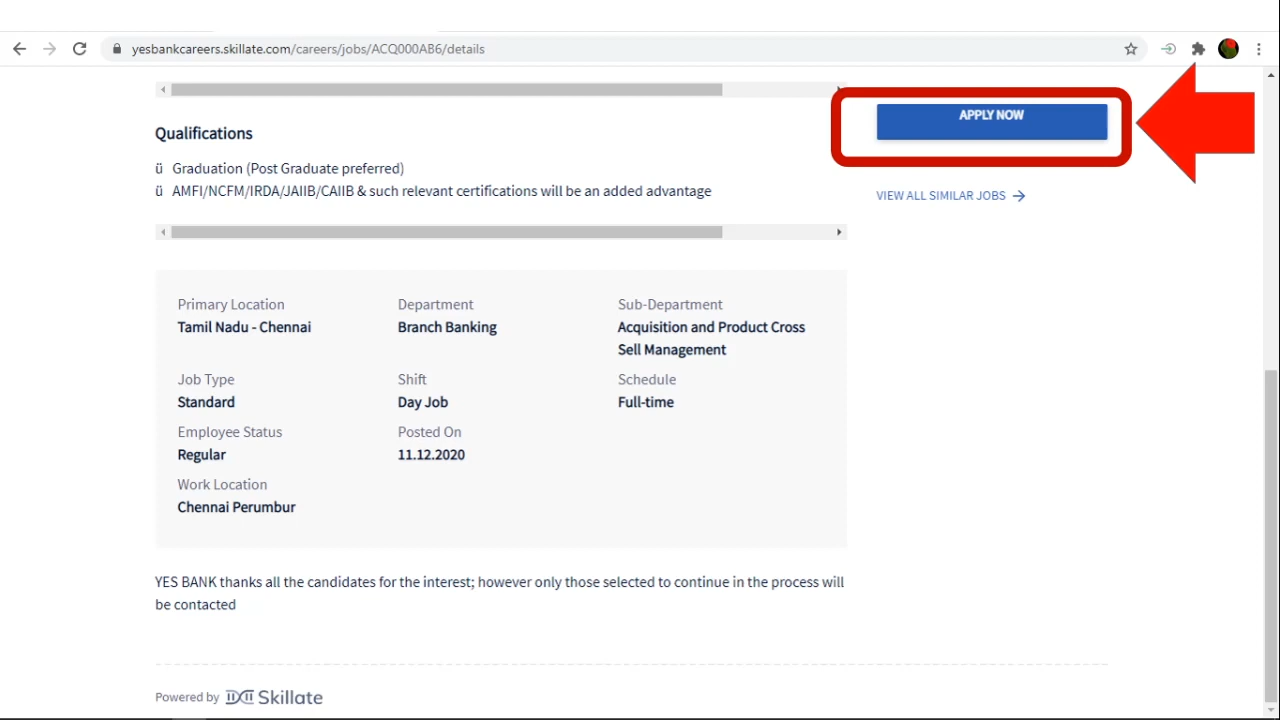 yesbankcareers.skillate.com/careers/jobs/ACQ000AB6/details
APPLY NOW
Qualifications
ü Graduation (Post Graduate preferred)
ü AMFI/NCFM/IRDA/JAIIB/CAIIB & such relevant certifications will be an added advantage
VIEW ALL SIMILAR JOBS
Primary Location
Department
Sub-Department
Tamil Nadu - Chennai
Branch Banking
Acquisition and Product Cross
Sell Management
Job Type
Shift
Schedule
Standard
Day Job
Full-time
Employee Status
Posted On
Regular
11.12.2020
Work Location
Chennai Perumbur
YES BANK thanks all the candidates for the interest; however only those selected to continue in the process will
be contacted
Powered by Skillate